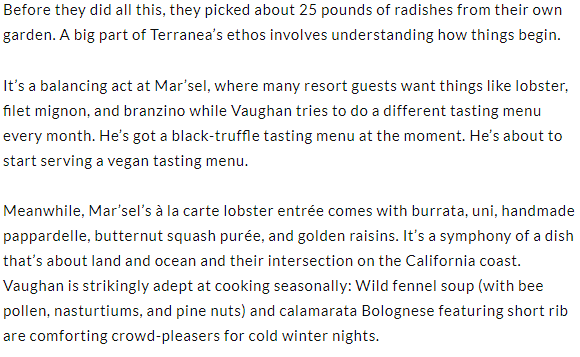 Before they did all this, they picked about 25 pounds of radishes from their own
garden. A big part of Terranea's ethos involves understanding how things begin.
It's a balancing act at Mar'sel, where many resort guests want things like lobster,
filet mignon, and branzino while Vaughan tries to do a different tasting menu
every month. He's got a black-truffle tasting menu at the moment. He's about to
start serving a vegan tasting menu.
Meanwhile, Mar'sel's à la carte lobster entrée comes with burrata, uni, handmade
pappardelle, butternut squash purée, and golden raisins. It's a symphony of a dish
that's about land and ocean and their intersection on the California coast.
Vaughan is strikingly adept at cooking seasonally: Wild fennel soup (with bee
pollen, nasturtiums, and pine nuts) and calamarata Bolognese featuring short rib
are comforting crowd-pleasers for cold winter nights.